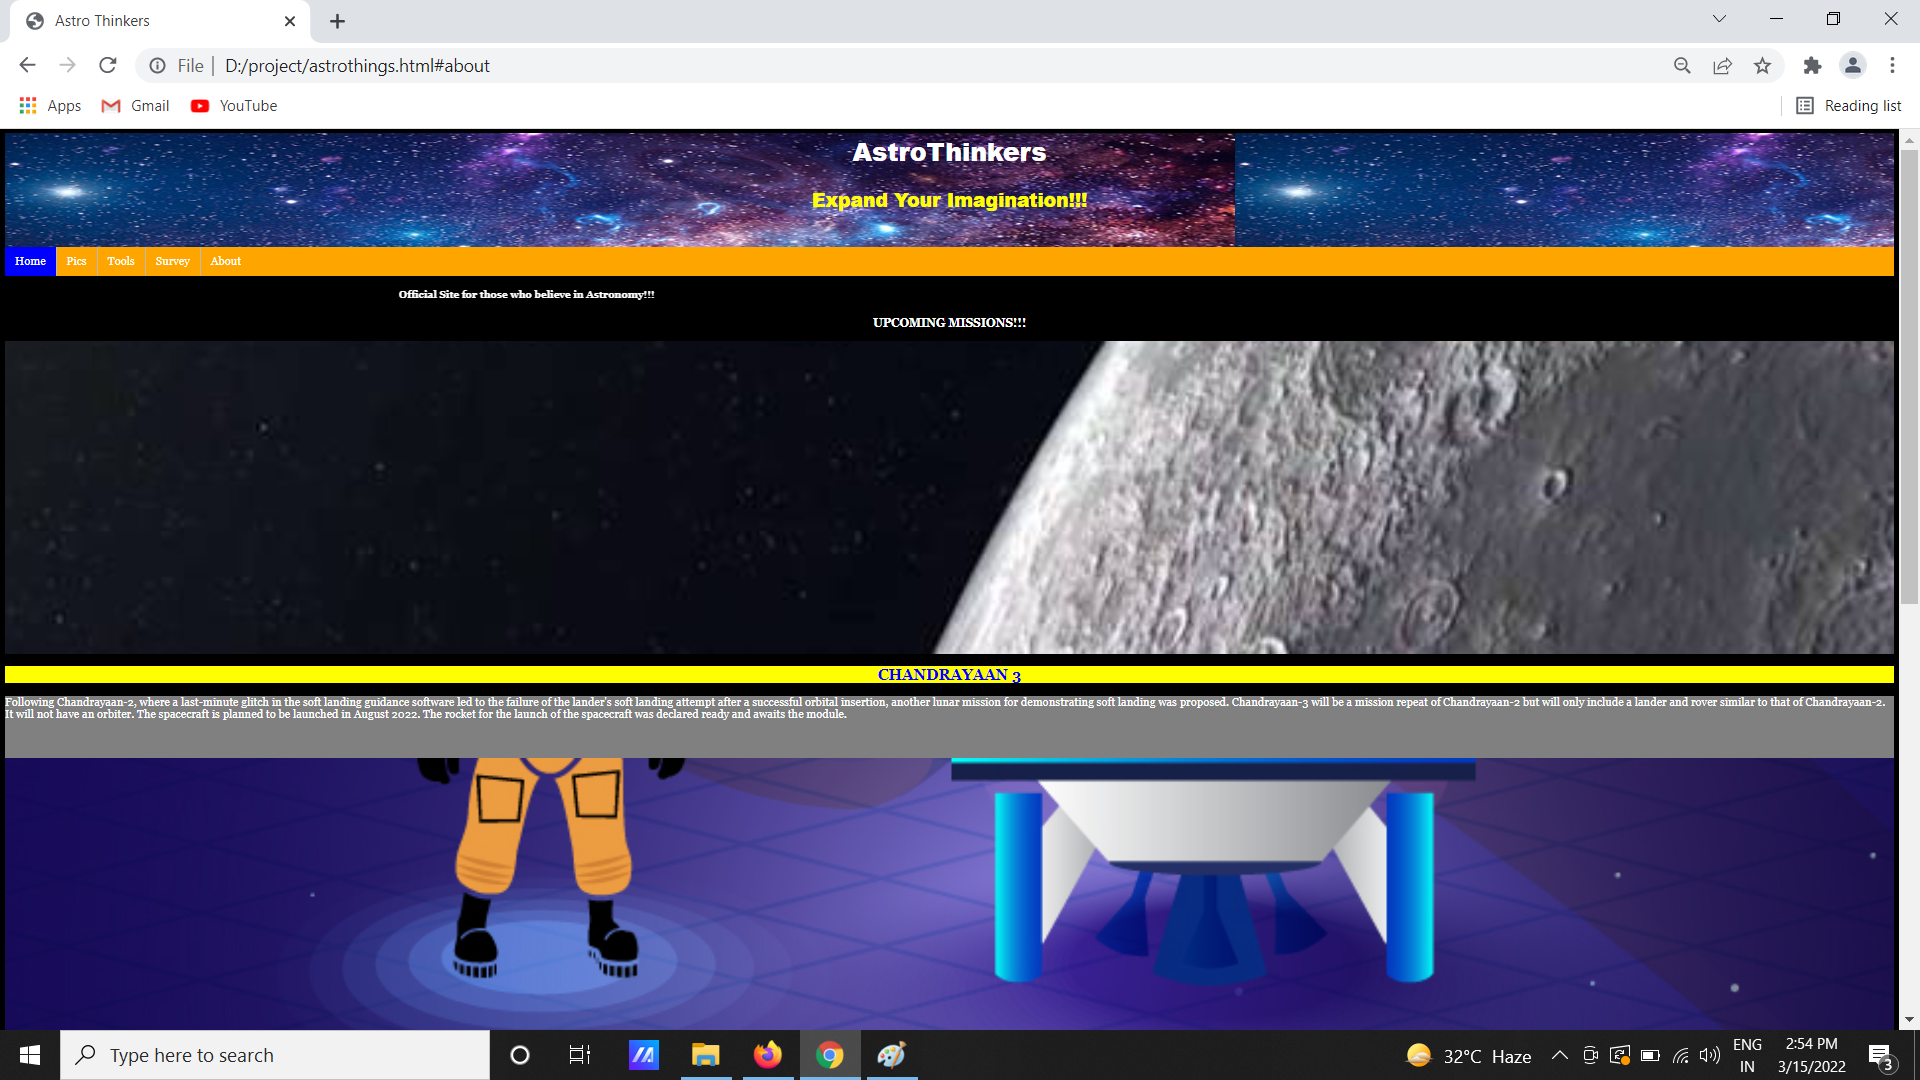 Astro Thinkers
File
D:/project/astrothings.html#about
Apps
Gmail
YouTube
Reading list
AstroThinkers
Expand Your Imagination!!!
Home
Pics
Tools
Survey
About
Official Site for those who believe in Astronomy!!!
UPCOMING MISSIONS!!!
CHANDRAYAAN 3
Following Chandrayaan-2, where a last-minute glitch in the soft landing guidance software led to the failure of the lander's soft landing attempt after a successful orbital insertion, another lunar mission for demonstrating soft landing was proposed. Chandrayaan-3 will be a mission repeat of Chandrayaan-2 but will only include a lander and rover similar to that of Chandrayaan-2.
It will not have an orbiter. The spacecraft is planned to be launched in August 2022. The rocket for the launch of the spacecraft was declared ready and awaits the module.
Type here to search
32°C Haze
ENG
IN
2:54 PM
3/15/2022
3